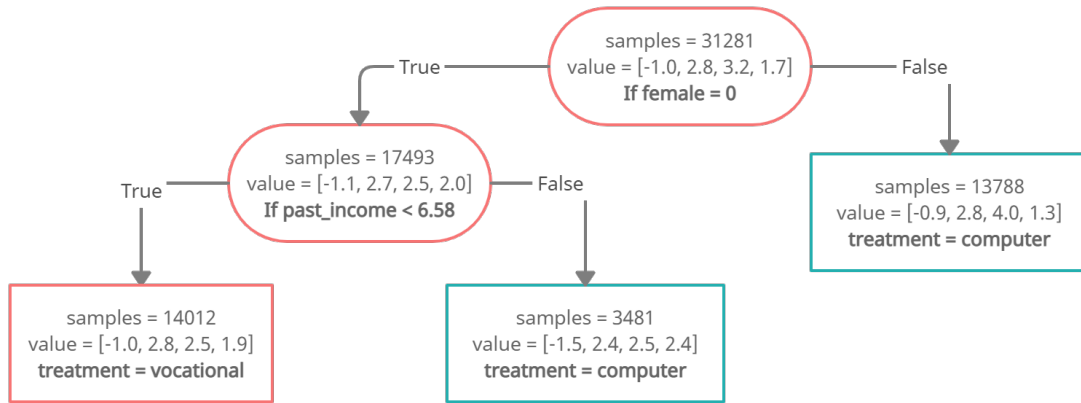 samples = 31281
value = [-1.0, 2.8, 3.2, 1.7]
If female = 0
True
False
samples = 17493
value = [-1.1, 2.7, 2.5, 2.0]
If past_income < 6.58
True
False
samples = 13788
value = [-0.9, 2.8, 4.0, 1.3]
treatment = computer
samples = 14012
value = [-1.0, 2.8, 2.5, 1.9]
treatment = vocational
samples = 3481
value = [-1.5, 2.4, 2.5, 2.4]
treatment = computer